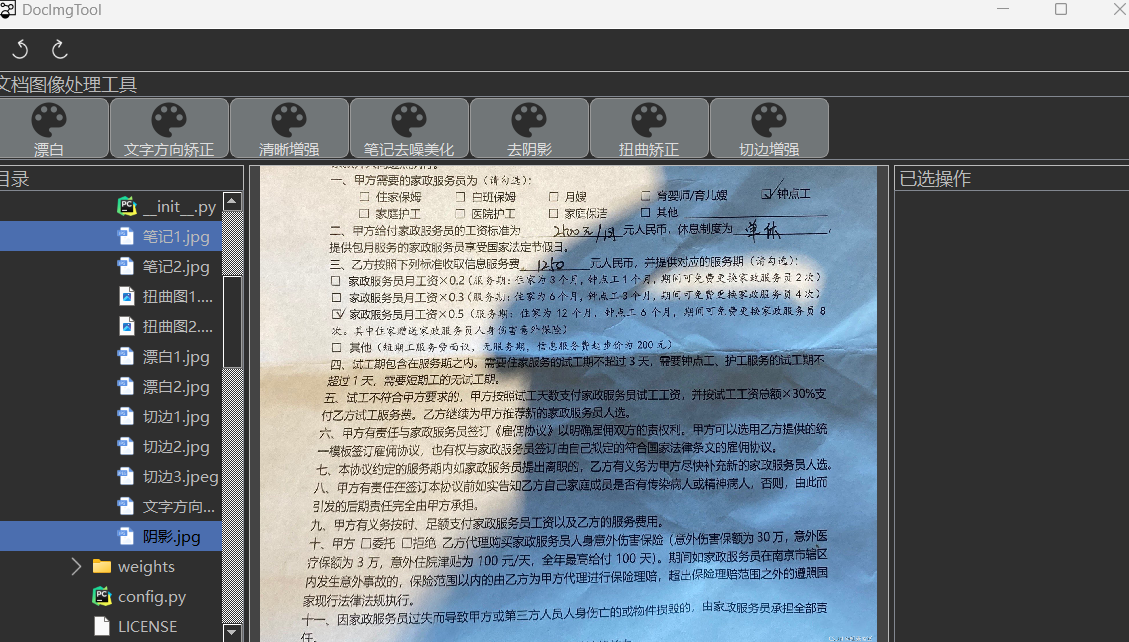 DocImgTool
文档图像处理工具
漂白
文字方向矫正
清晰增强
笔记去噪美化
去阴影
扭曲矫正
切边增强
目录
__init__.py
笔记1.jpg
笔记2.jpg
扭曲图1....
扭曲图2....
漂白1.jpg
漂白2.jpg
切边1.jpg
切边2.jpg
切边3.jpeg
文字方向...
阴影.jpg
weights
config.py
LICENSE
一、甲方需要的家政服务员为（请勾选）：
□ 住家保姆 □ 白班保姆 □ 月嫂 □ 育婴师/育儿嫂 ☑ 钟点工
□ 家庭护工 □ 医院护工 □ 家庭保洁 □ 其他
二、甲方给付家政服务员的工资标准为 2400元/月 元人民币，休息制度为 单休，
提供包月服务的家政服务员享受国家法定节假日。
三、乙方按照下列标准收取信息服务费 1250 元人民币，并提供对应的服务期（请勾选）：
□ 家政服务员月工资×0.2（服务期：住家为3个月，钟点工1个月，期间可免费更换家政服务员2次）
□ 家政服务员月工资×0.3（服务期：住家为6个月，钟点工3个月，期间可免费更换家政服务员4次）
☑ 家政服务员月工资×0.5（服务期：住家为12个月，钟点工6个月，期间可免费更换家政服务员8
次。其中住家赠送家政服务员人身伤害意外保险）
□ 其他（短期工服务费面议，无服务期，信息服务费起步价为200元）
四、试工期包含在服务期之内。需要住家服务的试工期不超过3天，需要钟点工、护工服务的试工期不
超过1天，需要短期工的无试工期。
五、试工不符合甲方要求的，甲方按照试工天数支付家政服务员试工工资，并按试工工资总额×30%支
付乙方试工服务费。乙方继续为甲方推荐新的家政服务员人选。
六、甲方有责任与家政服务员签订《雇佣协议》以明确雇佣双方的责权利。甲方可以选用乙方提供的统
一模板签订雇佣协议，也有权与家政服务员签订由自己拟定的符合国家法律条文的雇佣协议。
七、本协议约定的服务期内如家政服务员提出离职的，乙方有义务为甲方尽快补充新的家政服务人选。
八、甲方有责任在签订本协议前如实告知乙方自己家庭成员是否有传染病人或精神病人，否则，由此而
引发的后期责任完全由甲方承担。
九、甲方有义务按时、足额支付家政服务员工资以及乙方的服务费用。
十、甲方 □委托 □拒绝 乙方代理购买家政服务员人身意外伤害保险（意外伤害保额为30万，意外医
疗保额为3万，意外住院津贴为100元/天，全年最高给付100天）。期间如家政服务员在南京市辖区
内发生意外事故的，保险范围以内的由乙方为甲方代理进行保险理赔，超出保险理赔范围之外的遵照国
家现行法律法规执行。
十一、因家政服务员过失而导致甲方或第三方人员人身伤亡的或物件损毁的，由家政服务员承担全部责
任。
已选操作